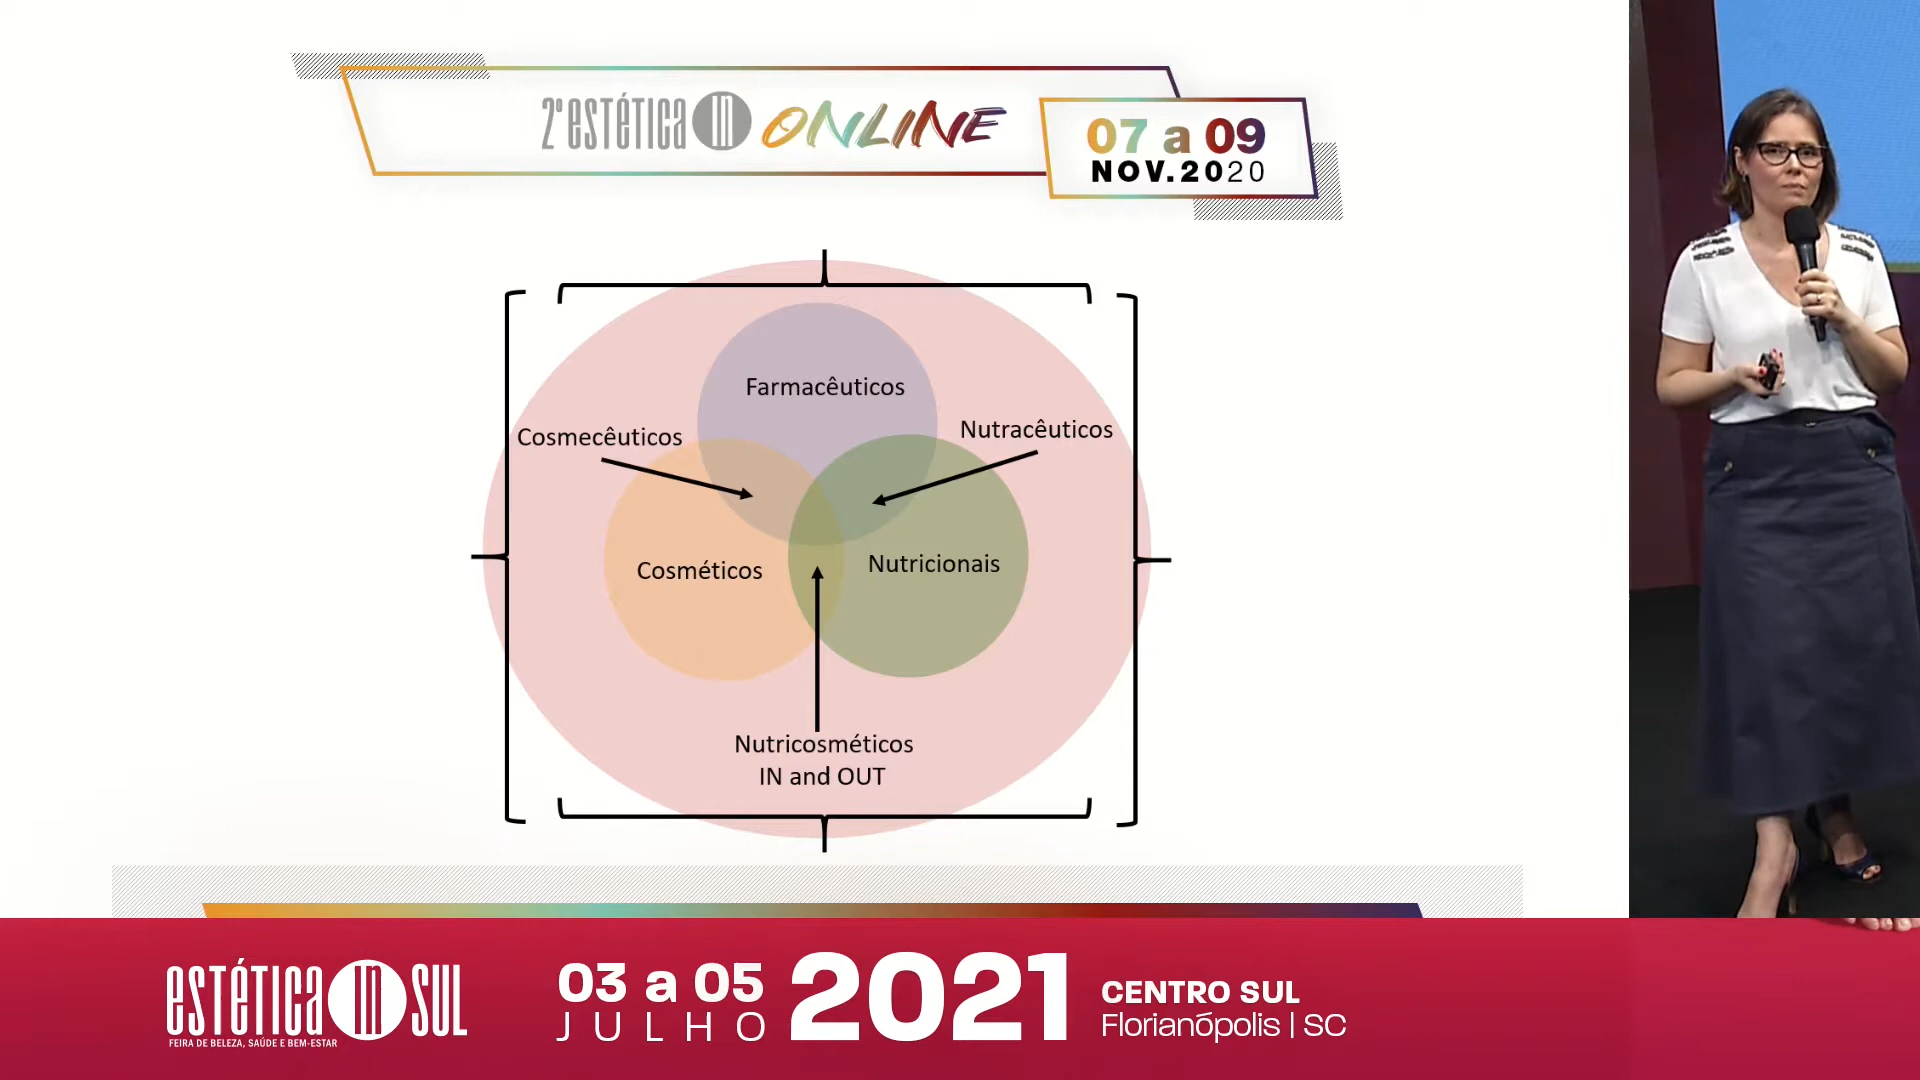 2ª estética in ONLINE
07 a 09
NOV.2020
Farmacêuticos
Cosmecêuticos
Nutracêuticos
Cosméticos
Nutricionais
Nutricosméticos
IN and OUT
estética in SUL
FEIRA DE BELEZA, SAÚDE E BEM-ESTAR
03 a 05
JULHO
2021
CENTRO SUL
Florianópolis | SC